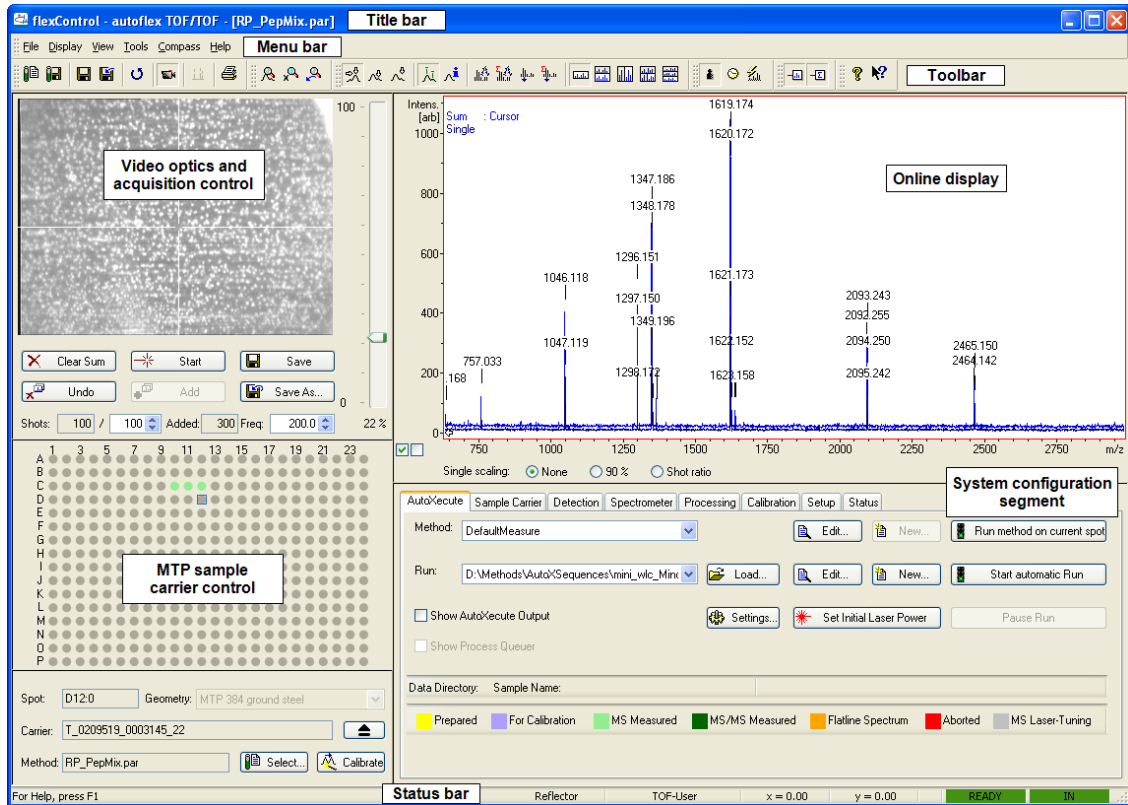 flexControl - autoflex TOF/TOF - [RP_PepMix.par]
Title bar
File Display View Tools Compass Help
Menu bar
Toolbar
Video optics and
acquisition control
100
0
22 %
Clear Sum Start Save
Undo Add Save As...
Shots: 100 / 100 Added: 300 Freq: 200.0
Intens.
[arb]
Sum : Cursor
Single
1000
800
600
400
200
0
1619.174
1620.172
1347.186
1348.178
1296.151
1046.118
1621.173
1297.150
2093.243
2092.255
1349.196
1047.119
1622.152
2094.250
2465.150
757.033
2464.142
.168
1298.172
1623.158
2095.242
Online display
750 1000 1250 1500 1750 2000 2250 2500 2750 m/z
Single scaling: None 90 % Shot ratio
1 3 5 7 9 11 13 15 17 19 21 23
A
B
C
D
E
F
G
H
I
J
K
L
M
N
O
P
MTP sample
carrier control
Spot: D12:0 Geometry: MTP 384 ground steel
Carrier: T_0209519_0003145_22
Method: RP_PepMix.par Select... Calibrate
System configuration
segment
AutoXecute Sample Carrier Detection Spectrometer Processing Calibration Setup Status
Method: DefaultMeasure Edit... New... Run method on current spot
Run: D:\Methods\AutoXSequences\mini_wlc_Min Load... Edit... New... Start automatic Run
Show AutoXecute Output Settings... Set Initial Laser Power Pause Run
Show Process Queuer
Data Directory: Sample Name:
Prepared For Calibration MS Measured MS/MS Measured Flatline Spectrum Aborted MS Laser-Tuning
For Help, press F1
Status bar
Reflector TOF-User x = 0.00 y = 0.00 READY IN